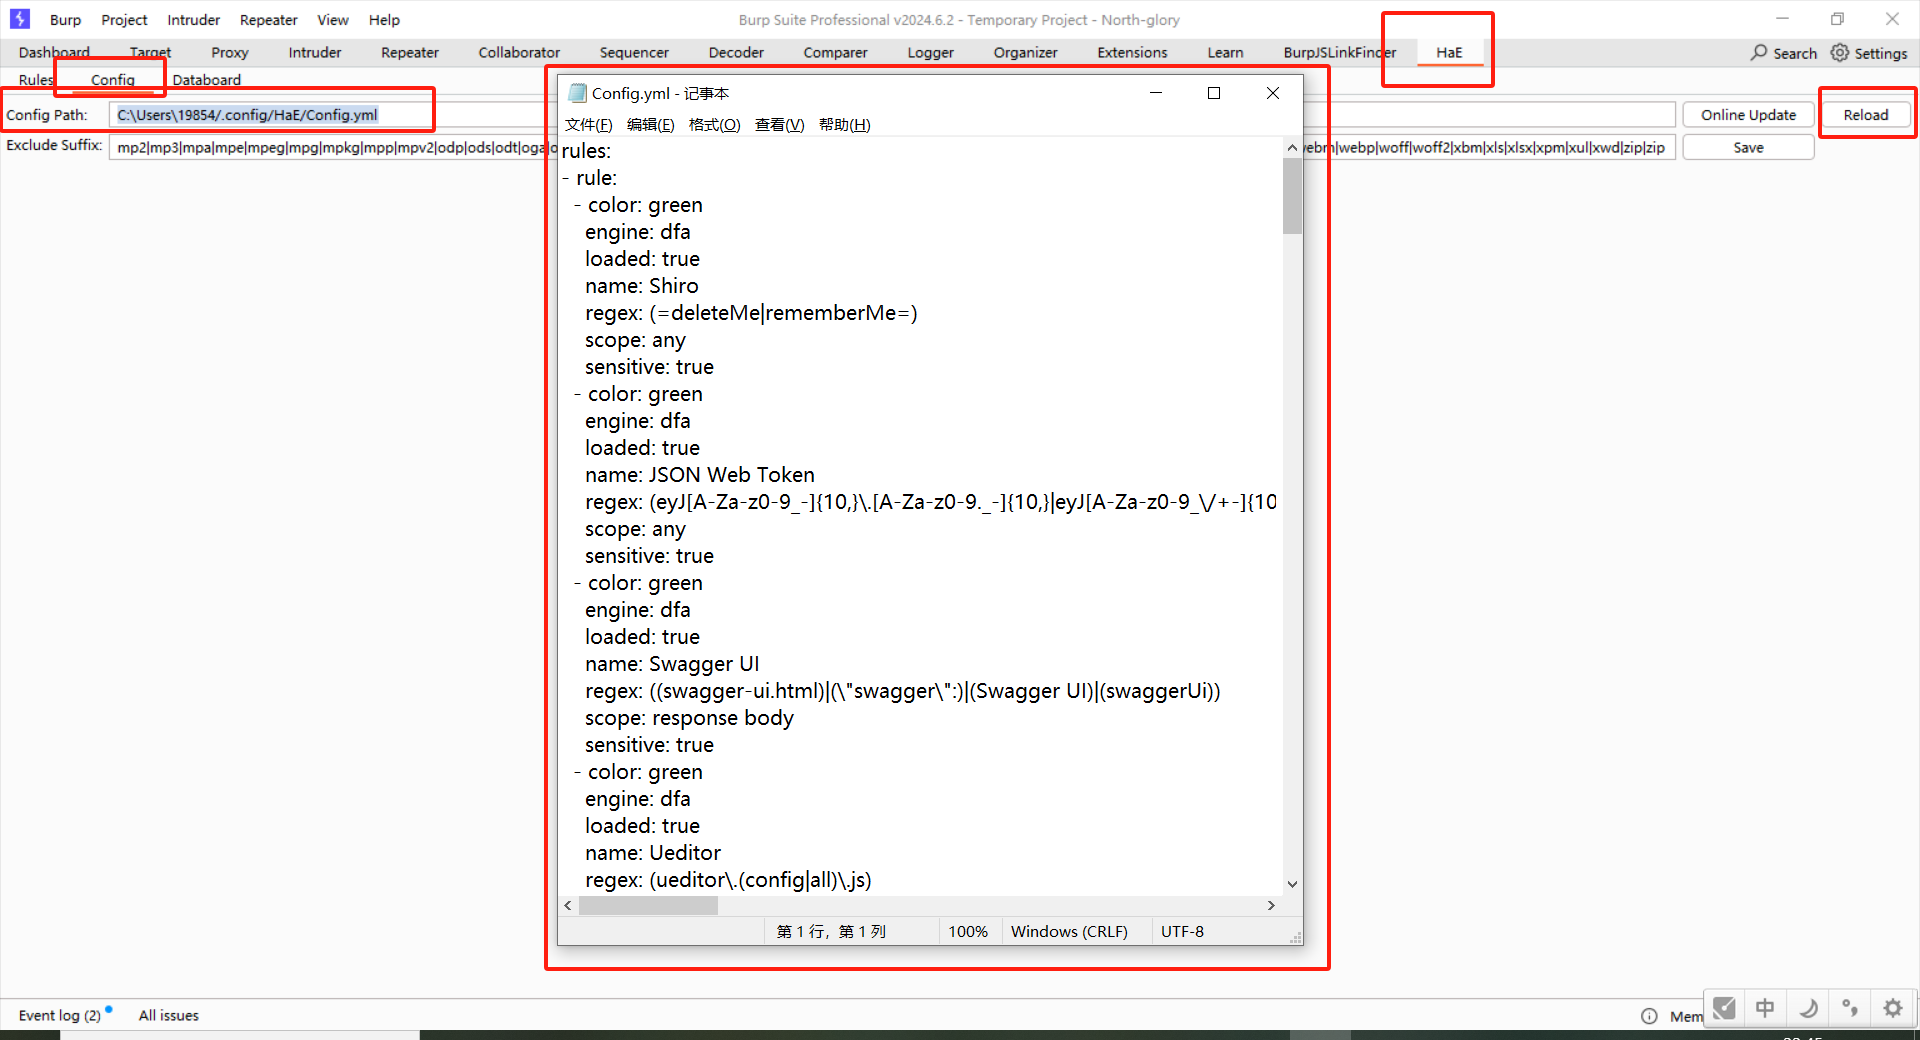 Burp Project Intruder Repeater View Help
Burp Suite Professional v2024.6.2 - Temporary Project - North-glory
Dashboard Target Proxy Intruder Repeater Collaborator Sequencer Decoder Comparer Logger Organizer Extensions Learn BurpJSLinkFinder HaE Search Settings
Rules Config Databoard
Config Path: C:\Users\19854/.config/HaE/Config.yml Online Update Reload
Exclude Suffix: mp2|mp3|mpa|mpe|mpeg|mpg|mpkg|mpp|mpv2|odp|ods|odt|oga|o
ebm|webp|woff|woff2|xbm|xls|xlsx|xpm|xul|xwd|zip|zip Save
Config.yml - 记事本
文件(F) 编辑(E) 格式(O) 查看(V) 帮助(H)
rules:
- rule:
- color: green
engine: dfa
loaded: true
name: Shiro
regex: (=deleteMe|rememberMe=)
scope: any
sensitive: true
- color: green
engine: dfa
loaded: true
name: JSON Web Token
regex: (eyJ[A-Za-z0-9_-]{10,}\.[A-Za-z0-9._-]{10,}|eyJ[A-Za-z0-9_\/+-]{10
scope: any
sensitive: true
- color: green
engine: dfa
loaded: true
name: Swagger UI
regex: ((swagger-ui.html)|(\"swagger\":)|(Swagger UI)|(swaggerUi))
scope: response body
sensitive: true
- color: green
engine: dfa
loaded: true
name: Ueditor
regex: (ueditor\.(config|all)\.js)
第 1 行，第 1 列 100% Windows (CRLF) UTF-8
Event log (2) All issues
Mem
中